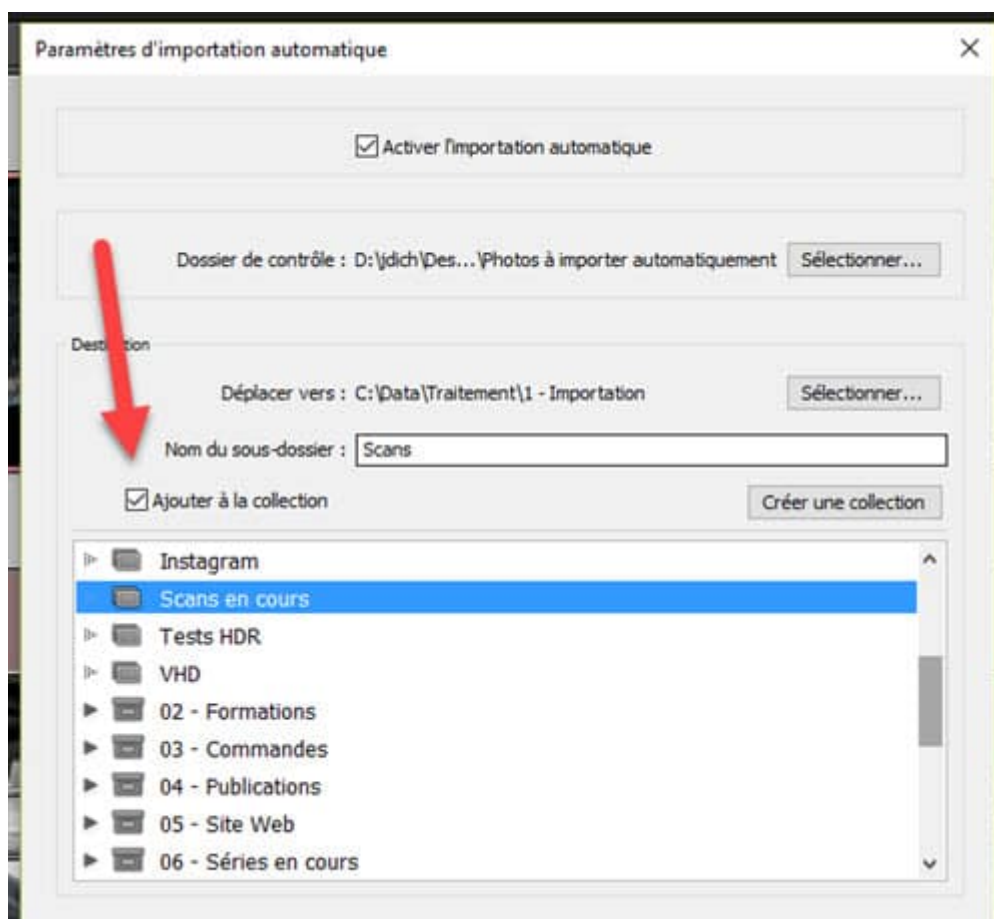 Paramètres d'importation automatique
Activer l'importation automatique
Dossier de contrôle : D:\jdich\Des...\Photos à importer automatiquement Sélectionner...
Destination
Déplacer vers : C:\Data\Traitement\1 - Importation Sélectionner...
Nom du sous-dossier : Scans
Ajouter à la collection Créer une collection
Instagram
Scans en cours
Tests HDR
VHD
02 - Formations
03 - Commandes
04 - Publications
05 - Site Web
06 - Séries en cours